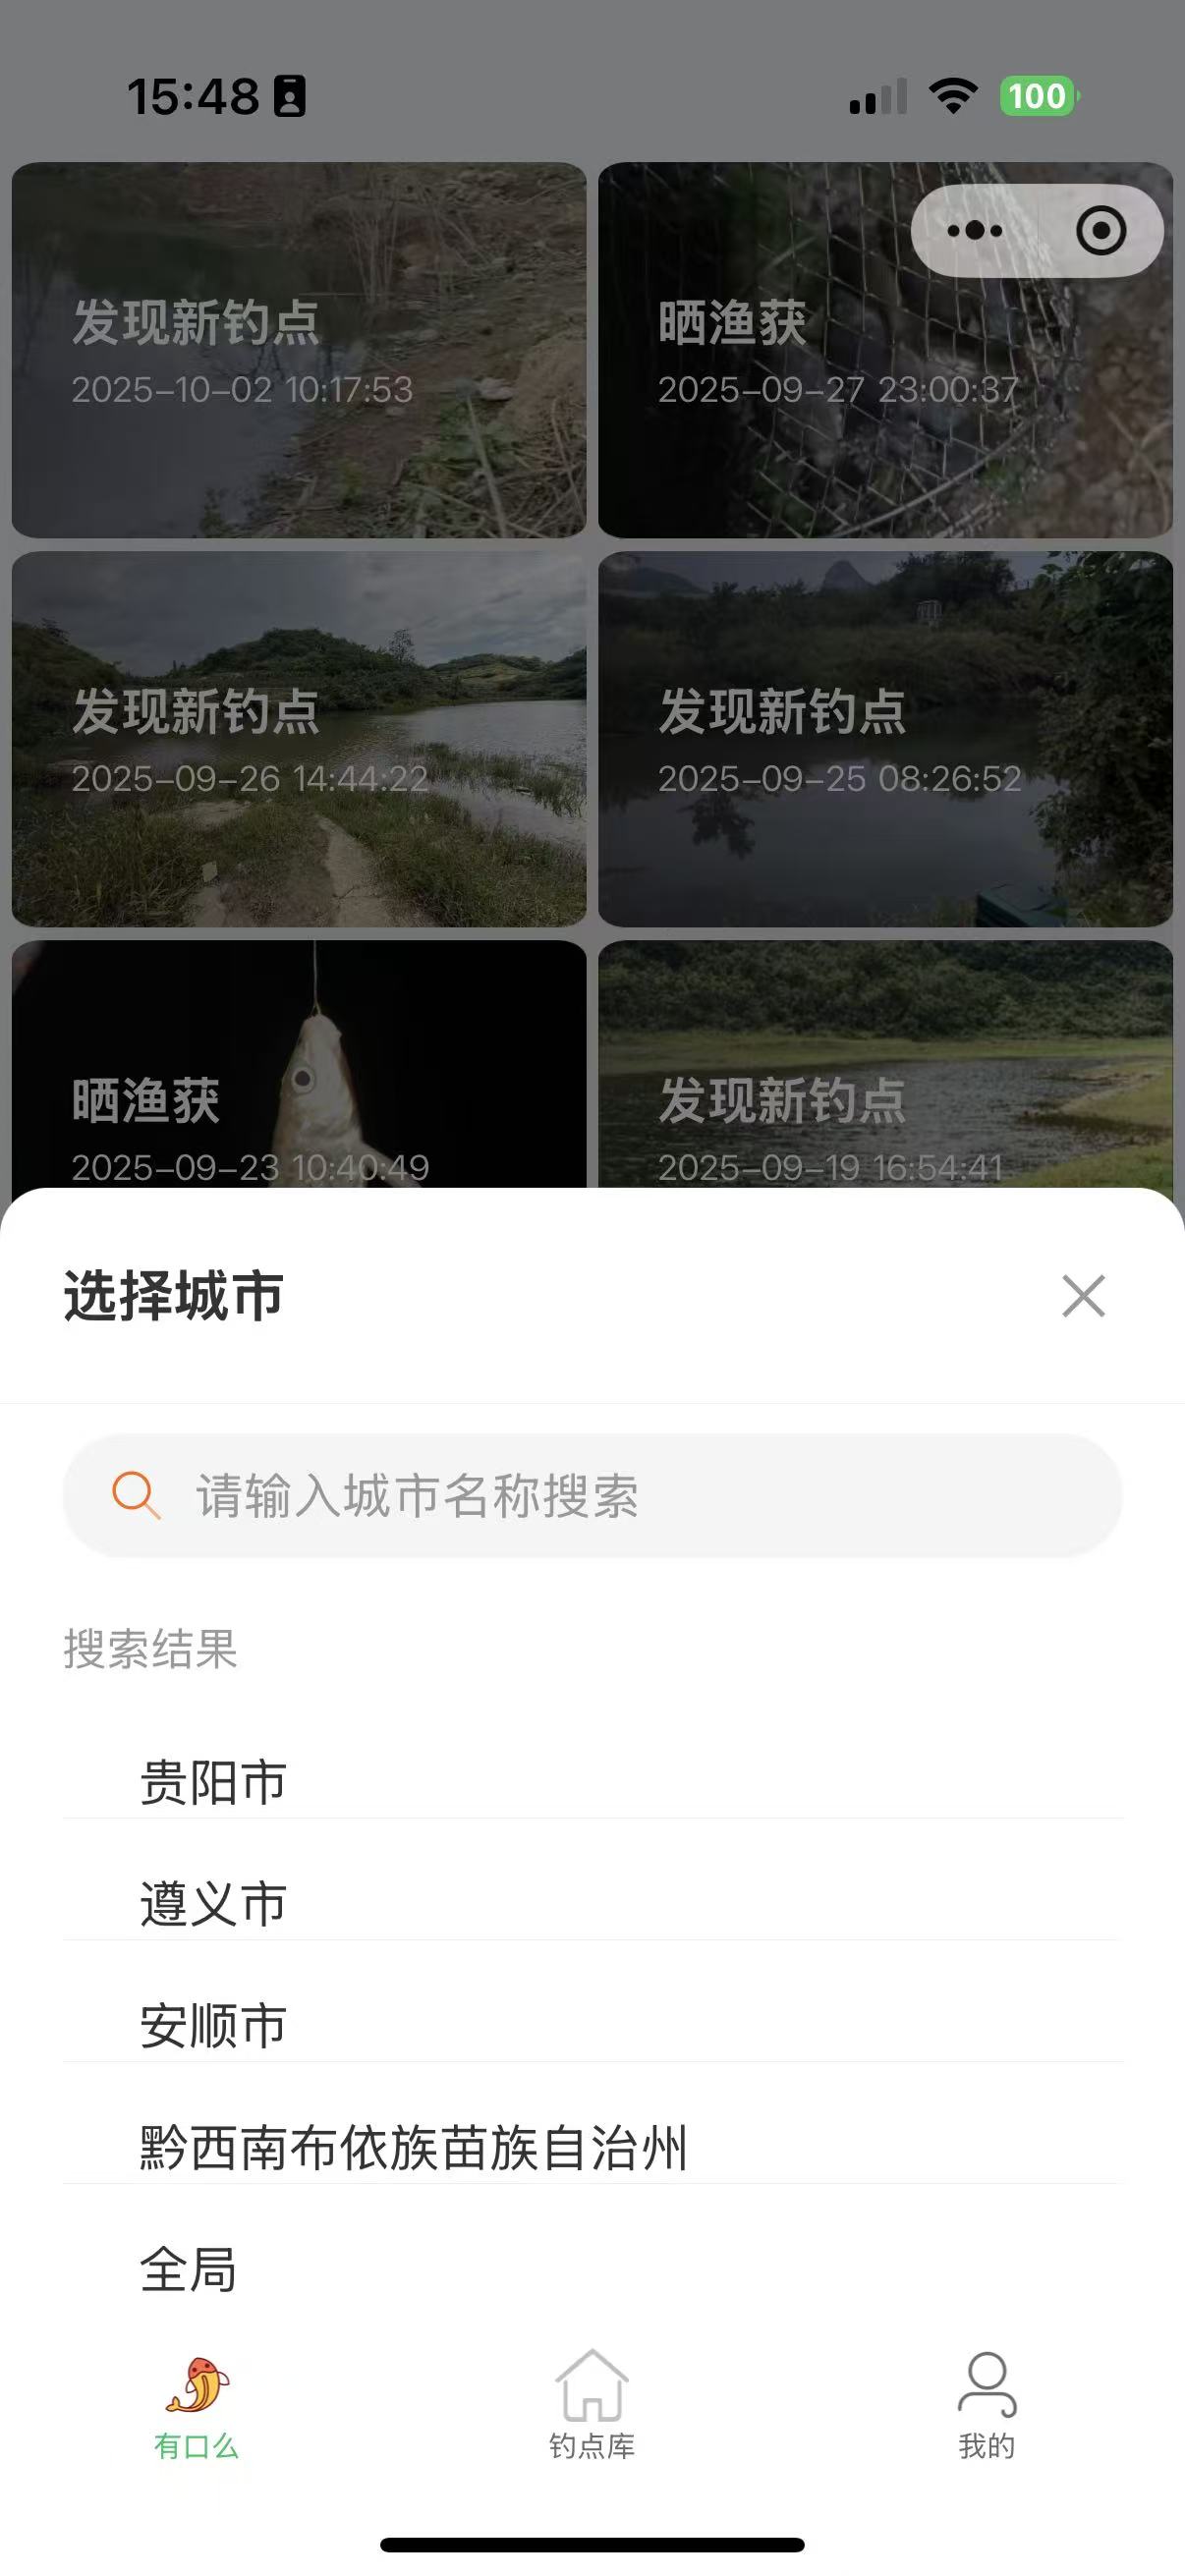 15:48
100
发现新钓点
2025-10-02 10:17:53
晒渔获
2025-09-27 23:00:37
发现新钓点
2025-09-26 14:44:22
发现新钓点
2025-09-25 08:26:52
晒渔获
2025-09-23 10:40:49
发现新钓点
2025-09-19 16:54:41
选择城市
请输入城市名称搜索
搜索结果
贵阳市
遵义市
安顺市
黔西南布依族苗族自治州
全局
有口么
钓点库
我的